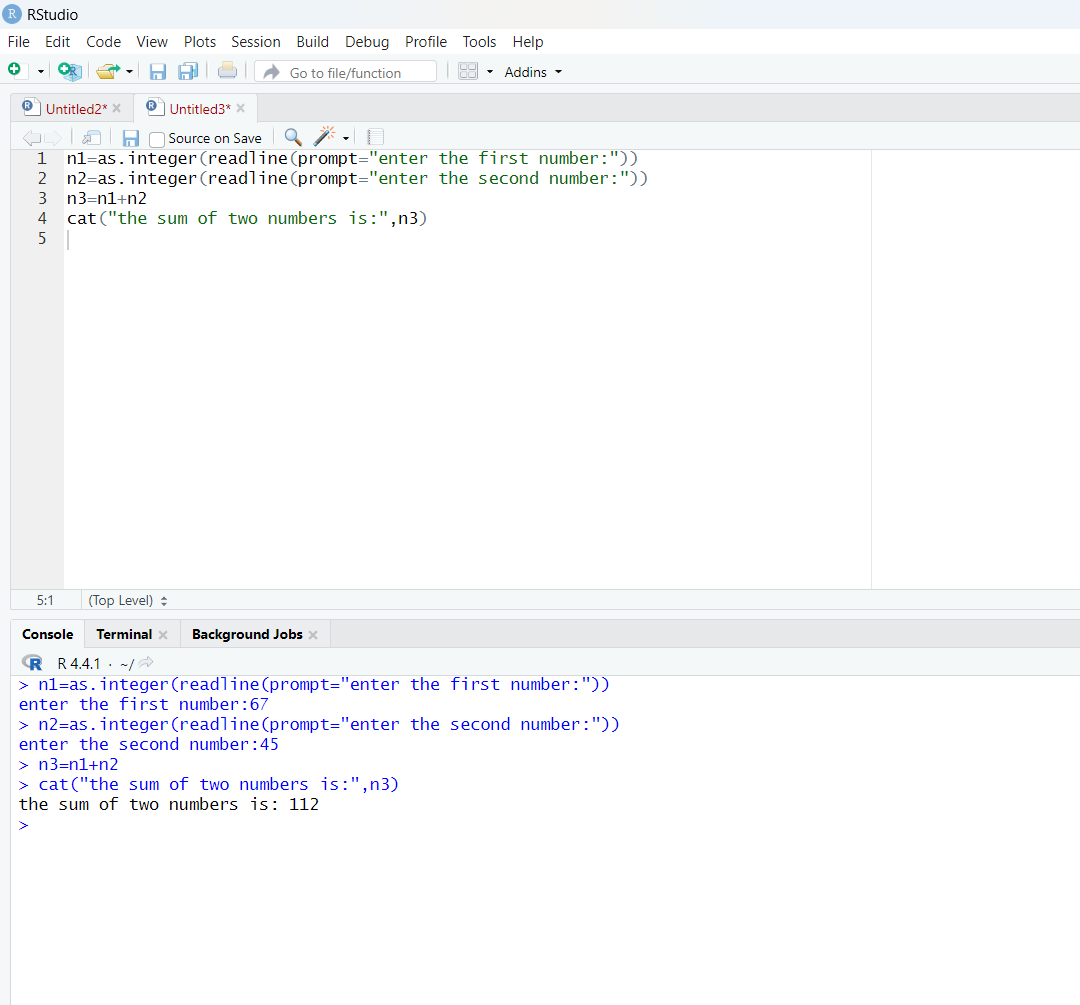 R RStudio
File Edit Code View Plots Session Build Debug Profile Tools Help
Go to file/function Addins
Untitled2* Untitled3*
Source on Save
1 n1=as.integer(readline(prompt="enter the first number:"))
2 n2=as.integer(readline(prompt="enter the second number:"))
3 n3=n1+n2
4 cat("the sum of two numbers is:",n3)
5
5:1 (Top Level)
Console Terminal Background Jobs
R R 4.4.1 · ~/
> n1=as.integer(readline(prompt="enter the first number:"))
enter the first number:67
> n2=as.integer(readline(prompt="enter the second number:"))
enter the second number:45
> n3=n1+n2
> cat("the sum of two numbers is:",n3)
the sum of two numbers is: 112
>